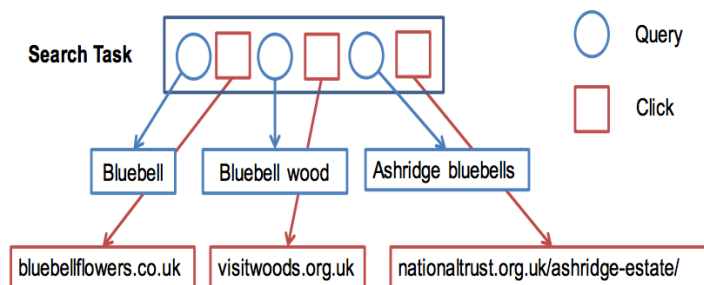 Search Task
Query
Click
Bluebell
Bluebell wood
Ashridge bluebells
bluebellflowers.co.uk
visitwoods.org.uk
nationaltrust.org.uk/ashridge-estate/